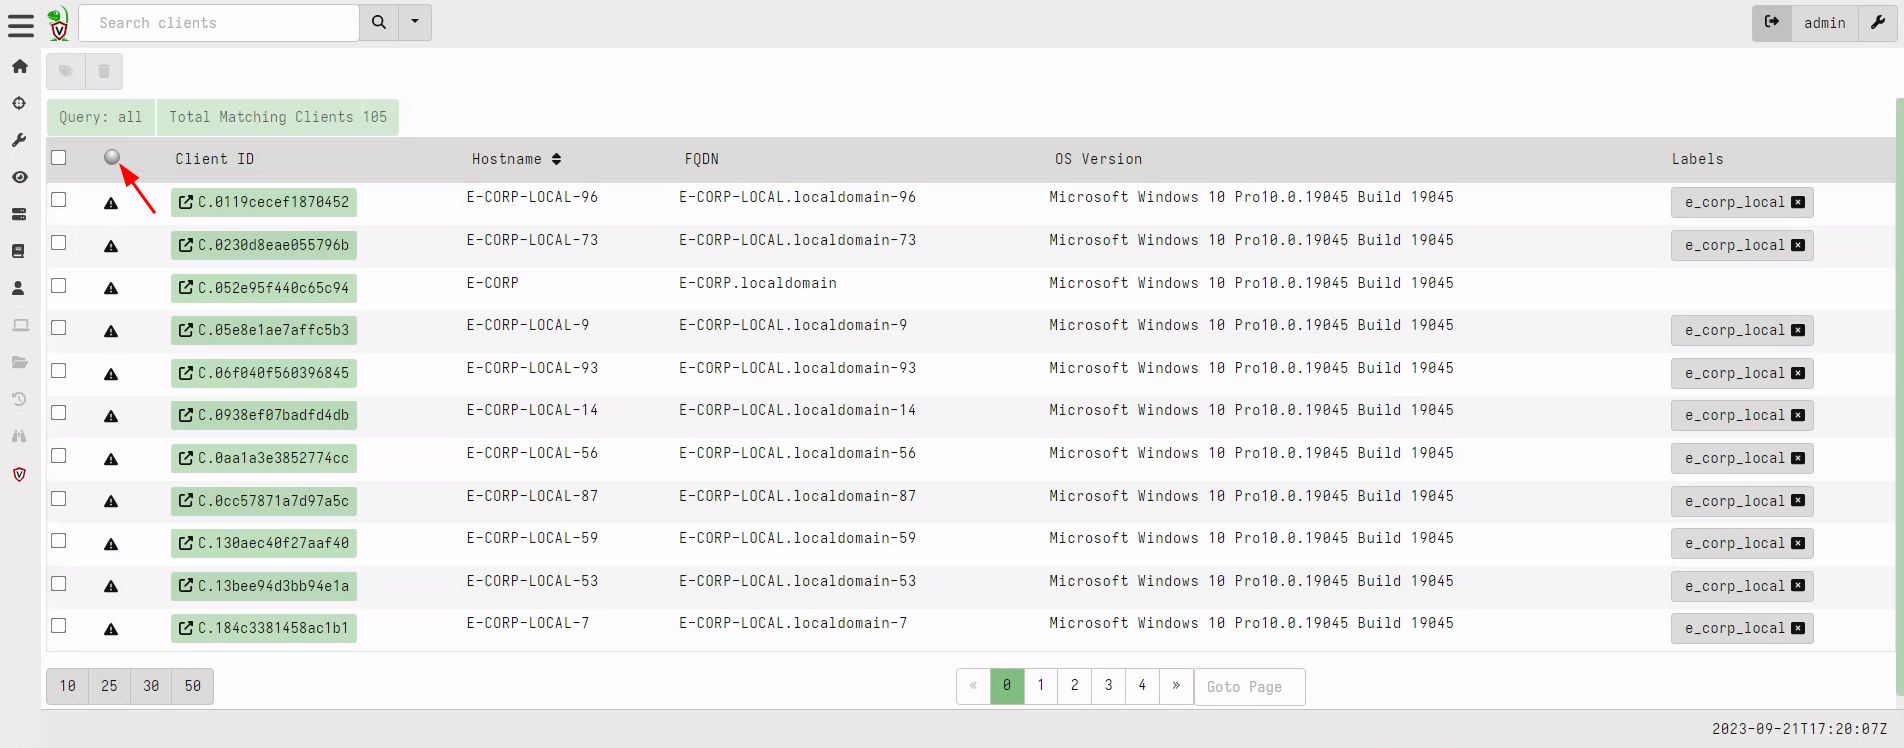 Search clients admin
Query: all Total Matching Clients 105
Client ID Hostname FQDN OS Version Labels
C.0119cecef1870452 E-CORP-LOCAL-96 E-CORP-LOCAL.localdomain-96 Microsoft Windows 10 Pro10.0.19045 Build 19045 e_corp_local
C.0230d8eae055796b E-CORP-LOCAL-73 E-CORP-LOCAL.localdomain-73 Microsoft Windows 10 Pro10.0.19045 Build 19045 e_corp_local
C.052e95f440c65c94 E-CORP E-CORP.localdomain Microsoft Windows 10 Pro10.0.19045 Build 19045
C.05e8e1ae7affc5b3 E-CORP-LOCAL-9 E-CORP-LOCAL.localdomain-9 Microsoft Windows 10 Pro10.0.19045 Build 19045 e_corp_local
C.06f040f560396845 E-CORP-LOCAL-93 E-CORP-LOCAL.localdomain-93 Microsoft Windows 10 Pro10.0.19045 Build 19045 e_corp_local
C.0938ef07badfd4db E-CORP-LOCAL-14 E-CORP-LOCAL.localdomain-14 Microsoft Windows 10 Pro10.0.19045 Build 19045 e_corp_local
C.0aa1a3e3852774cc E-CORP-LOCAL-56 E-CORP-LOCAL.localdomain-56 Microsoft Windows 10 Pro10.0.19045 Build 19045 e_corp_local
C.0cc57871a7d97a5c E-CORP-LOCAL-87 E-CORP-LOCAL.localdomain-87 Microsoft Windows 10 Pro10.0.19045 Build 19045 e_corp_local
C.130aec40f27aaf40 E-CORP-LOCAL-59 E-CORP-LOCAL.localdomain-59 Microsoft Windows 10 Pro10.0.19045 Build 19045 e_corp_local
C.13bee94d3bb94e1a E-CORP-LOCAL-53 E-CORP-LOCAL.localdomain-53 Microsoft Windows 10 Pro10.0.19045 Build 19045 e_corp_local
C.184c3381458ac1b1 E-CORP-LOCAL-7 E-CORP-LOCAL.localdomain-7 Microsoft Windows 10 Pro10.0.19045 Build 19045 e_corp_local
10 25 30 50 « 0 1 2 3 4 » Goto Page
2023-09-21T17:20:07Z